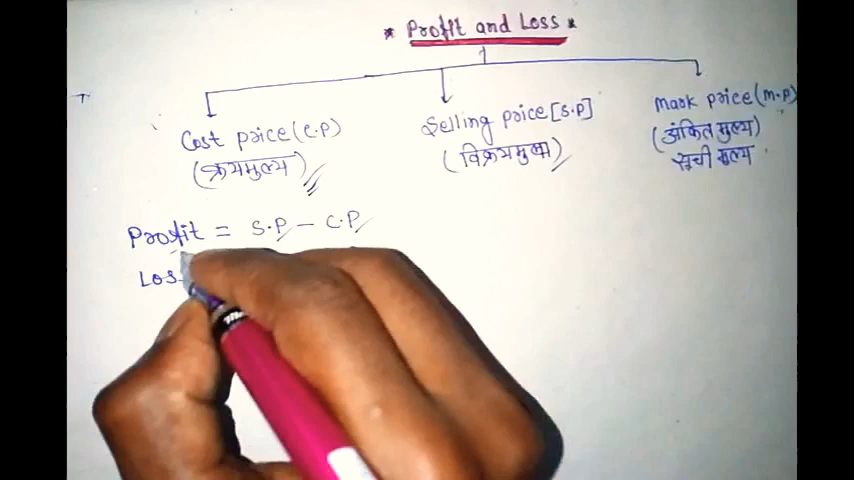 * Profit and Loss *
Cost price (C.P)
(क्रयमुल्य)
Selling price [S.P]
(विक्रयमुल्य)
Mark price (M.P)
(अंकित मुल्य)
सूची मुल्य
Profit = S.P - C.P
Los